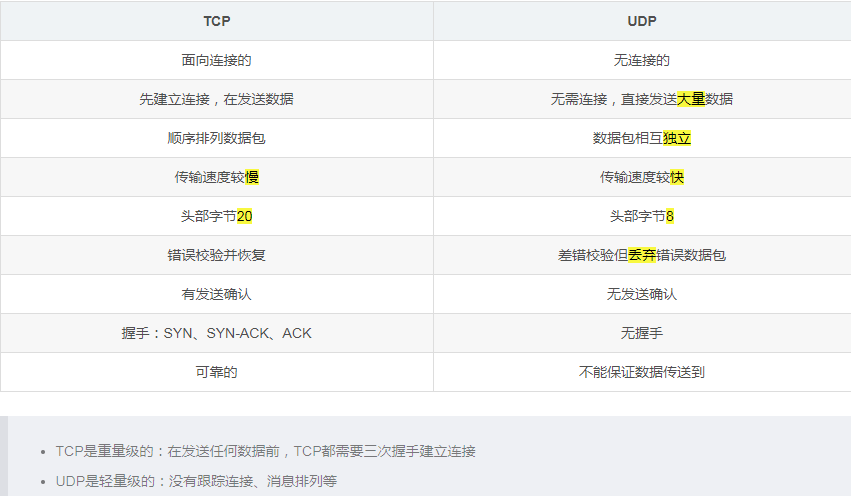 TCP UDP
面向连接的 无连接的
先建立连接，在发送数据 无需连接，直接发送大量数据
顺序排列数据包 数据包相互独立
传输速度较慢 传输速度较快
头部字节20 头部字节8
错误校验并恢复 差错校验但丢弃错误数据包
有发送确认 无发送确认
握手：SYN、SYN-ACK、ACK 无握手
可靠的 不能保证数据传送到
• TCP是重量级的：在发送任何数据前，TCP都需要三次握手建立连接
• UDP是轻量级的：没有跟踪连接、消息排列等